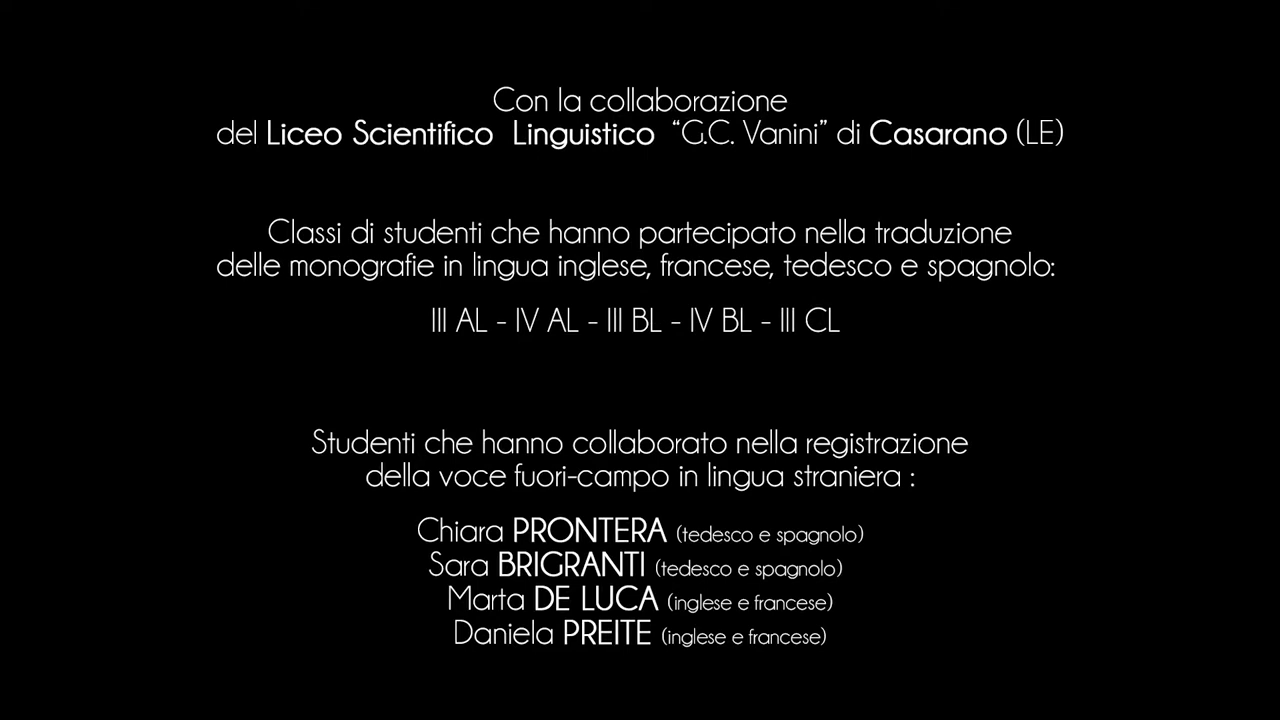 Con la collaborazione
del Liceo Scientifico Linguistico “G.C. Vanini” di Casarano (LE)
Classi di studenti che hanno partecipato nella traduzione
delle monografie in lingua inglese, francese, tedesco e spagnolo:
III AL - IV AL - III BL - IV BL - III CL
Studenti che hanno collaborato nella registrazione
della voce fuori-campo in lingua straniera :
Chiara PRONTERA (tedesco e spagnolo)
Sara BRIGRANTI (tedesco e spagnolo)
Marta DE LUCA (inglese e francese)
Daniela PREITE (inglese e francese)